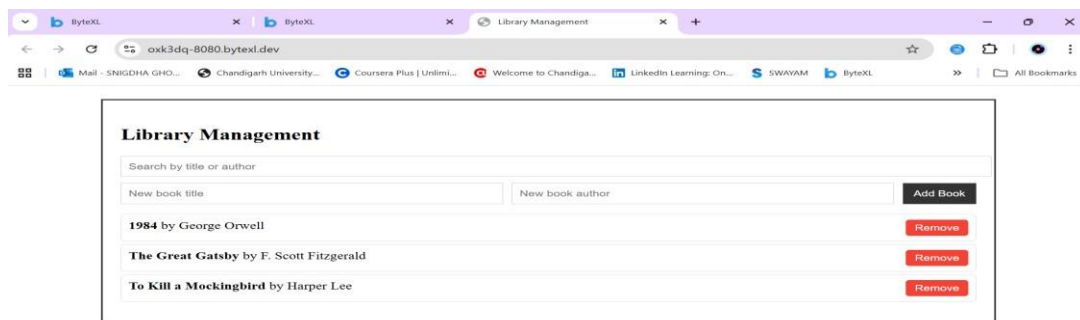 ByteXL
ByteXL
Library Management
oxk3dq-8080.bytexl.dev
Mail - SNIGDHA GHO...
Chandigarh University...
Coursera Plus | Unlimi...
Welcome to Chandiga...
LinkedIn Learning: On...
SWAYAM
ByteXL
All Bookmarks
Library Management
Search by title or author
New book title
New book author
Add Book
1984 by George Orwell
Remove
The Great Gatsby by F. Scott Fitzgerald
Remove
To Kill a Mockingbird by Harper Lee
Remove